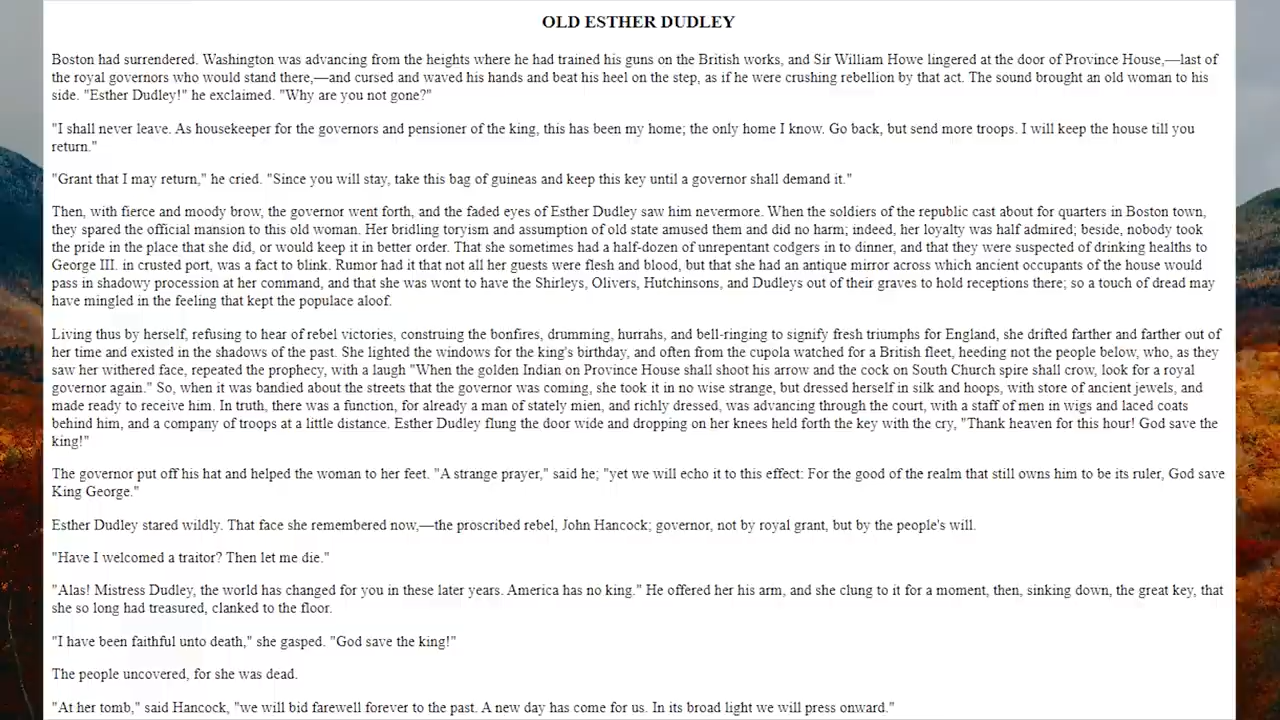 OLD ESTHER DUDLEY
Boston had surrendered. Washington was advancing from the heights where he had trained his guns on the British works, and Sir William Howe lingered at the door of Province House,—last of
the royal governors who would stand there,—and cursed and waved his hands and beat his heel on the step, as if he were crushing rebellion by that act. The sound brought an old woman to his
side. "Esther Dudley!" he exclaimed. "Why are you not gone?"
"I shall never leave. As housekeeper for the governors and pensioner of the king, this has been my home; the only home I know. Go back, but send more troops. I will keep the house till you
return."
"Grant that I may return," he cried. "Since you will stay, take this bag of guineas and keep this key until a governor shall demand it."
Then, with fierce and moody brow, the governor went forth, and the faded eyes of Esther Dudley saw him nevermore. When the soldiers of the republic cast about for quarters in Boston town,
they spared the official mansion to this old woman. Her bridling toryism and assumption of old state amused them and did no harm; indeed, her loyalty was half admired; beside, nobody took
the pride in the place that she did, or would keep it in better order. That she sometimes had a half-dozen of unrepentant codgers in to dinner, and that they were suspected of drinking healths to
George III. in crusted port, was a fact to blink. Rumor had it that not all her guests were flesh and blood, but that she had an antique mirror across which ancient occupants of the house would
pass in shadowy procession at her command, and that she was wont to have the Shirleys, Olivers, Hutchinsons, and Dudleys out of their graves to hold receptions there; so a touch of dread may
have mingled in the feeling that kept the populace aloof.
Living thus by herself, refusing to hear of rebel victories, construing the bonfires, drumming, hurrahs, and bell-ringing to signify fresh triumphs for England, she drifted farther and farther out of
her time and existed in the shadows of the past. She lighted the windows for the king's birthday, and often from the cupola watched for a British fleet, heeding not the people below, who, as they
saw her withered face, repeated the prophecy, with a laugh "When the golden Indian on Province House shall shoot his arrow and the cock on South Church spire shall crow, look for a royal
governor again." So, when it was bandied about the streets that the governor was coming, she took it in no wise strange, but dressed herself in silk and hoops, with store of ancient jewels, and
made ready to receive him. In truth, there was a function, for already a man of stately mien, and richly dressed, was advancing through the court, with a staff of men in wigs and laced coats
behind him, and a company of troops at a little distance. Esther Dudley flung the door wide and dropping on her knees held forth the key with the cry, "Thank heaven for this hour! God save the
king!"
The governor put off his hat and helped the woman to her feet. "A strange prayer," said he; "yet we will echo it to this effect: For the good of the realm that still owns him to be its ruler, God save
King George."
Esther Dudley stared wildly. That face she remembered now,—the proscribed rebel, John Hancock; governor, not by royal grant, but by the people's will.
"Have I welcomed a traitor? Then let me die."
"Alas! Mistress Dudley, the world has changed for you in these later years. America has no king." He offered her his arm, and she clung to it for a moment, then, sinking down, the great key, that
she so long had treasured, clanked to the floor.
"I have been faithful unto death," she gasped. "God save the king!"
The people uncovered, for she was dead.
"At her tomb," said Hancock, "we will bid farewell forever to the past. A new day has come for us. In its broad light we will press onward."